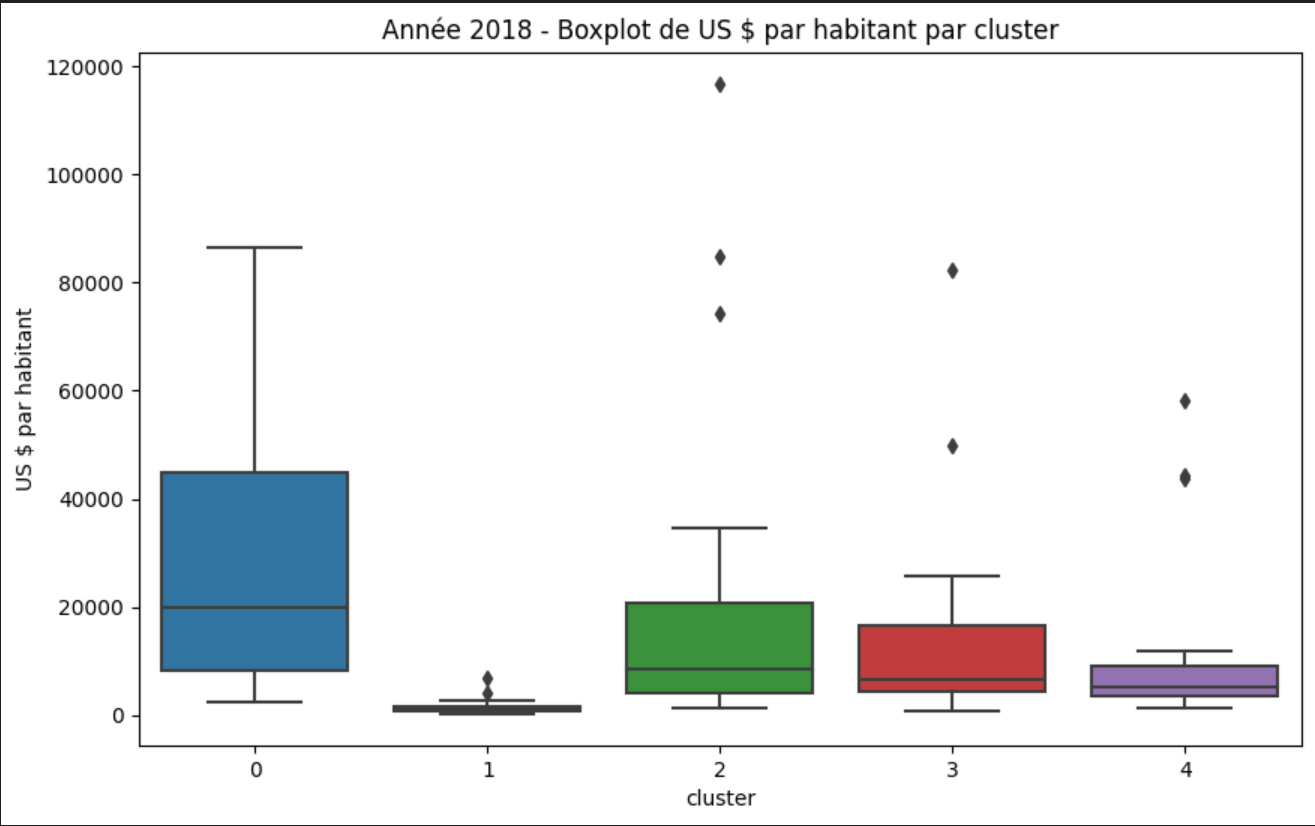 Année 2018 - Boxplot de US $ par habitant par cluster
120000
100000
80000
60000
40000
20000
0
US $ par habitant
0 1 2 3 4
cluster